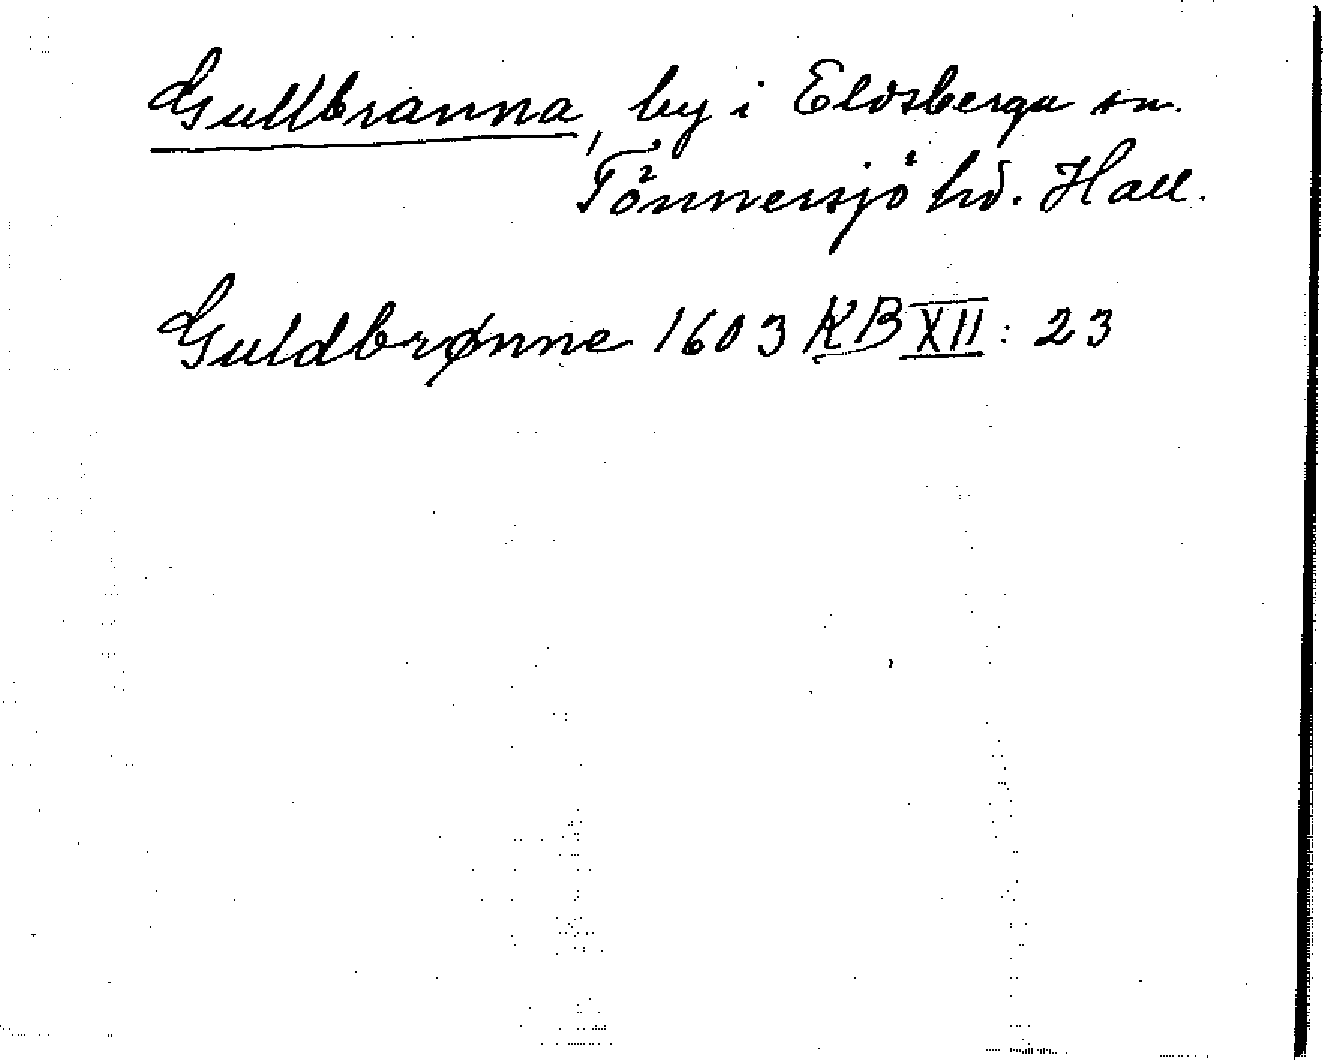 Gullbranna, by i Eldsberga sn.
Tönnersjö hd. Hall.
Guldbrønne 1603 KB XII: 23